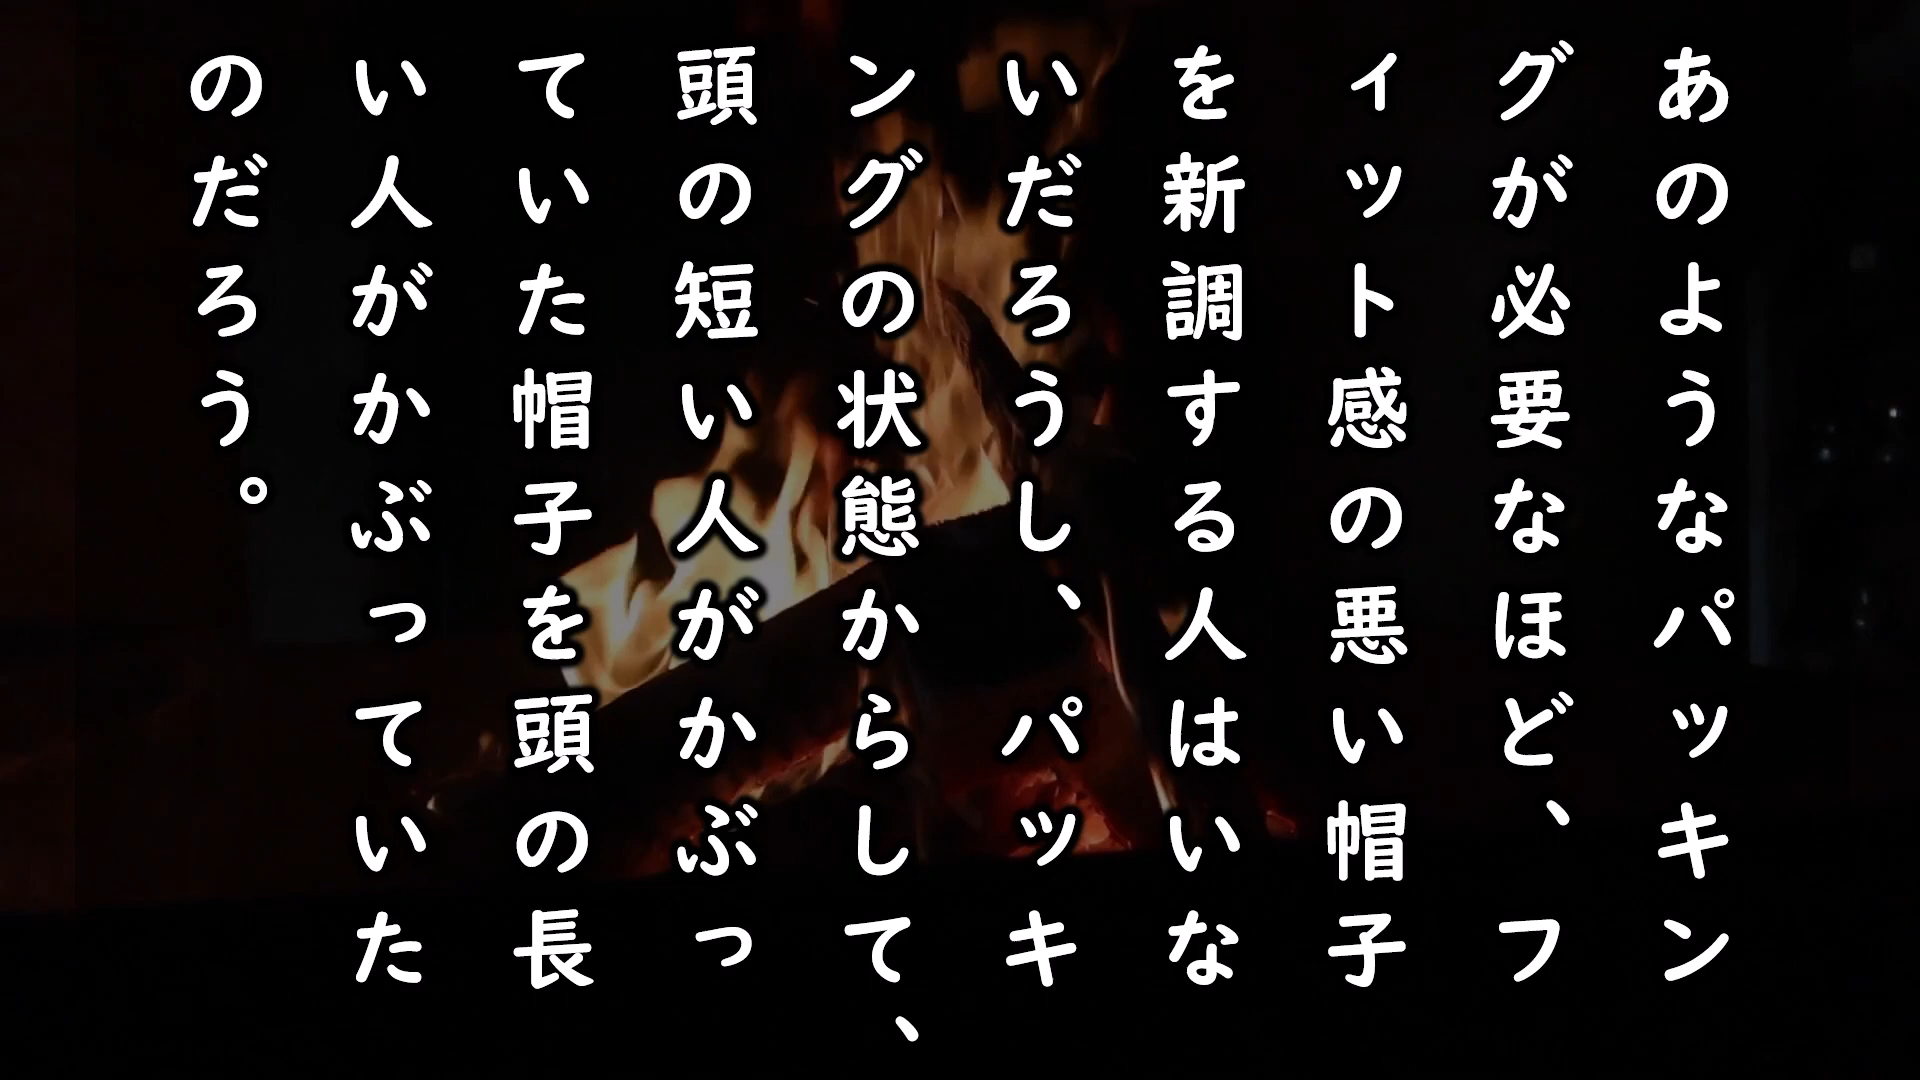 あのようなパッキン
グが必要なほど、フ
ィット感の悪い帽子
を新調する人はいな
いだろうし、パッキ
ングの状態からして、
頭の短い人がかぶっ
ていた帽子を頭の長
い人がかぶっていた
のだろう。